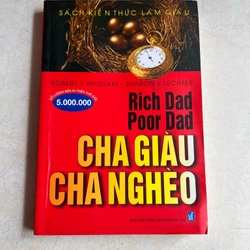 SÁCH KIẾN THỨC LÀM GIÀU
ROBERT T. KIYOSAKI - SHARON L. LECHTER
5.000.000
Rich Dad
Poor Dad
CHA GIÀU
CHA NGHÈO